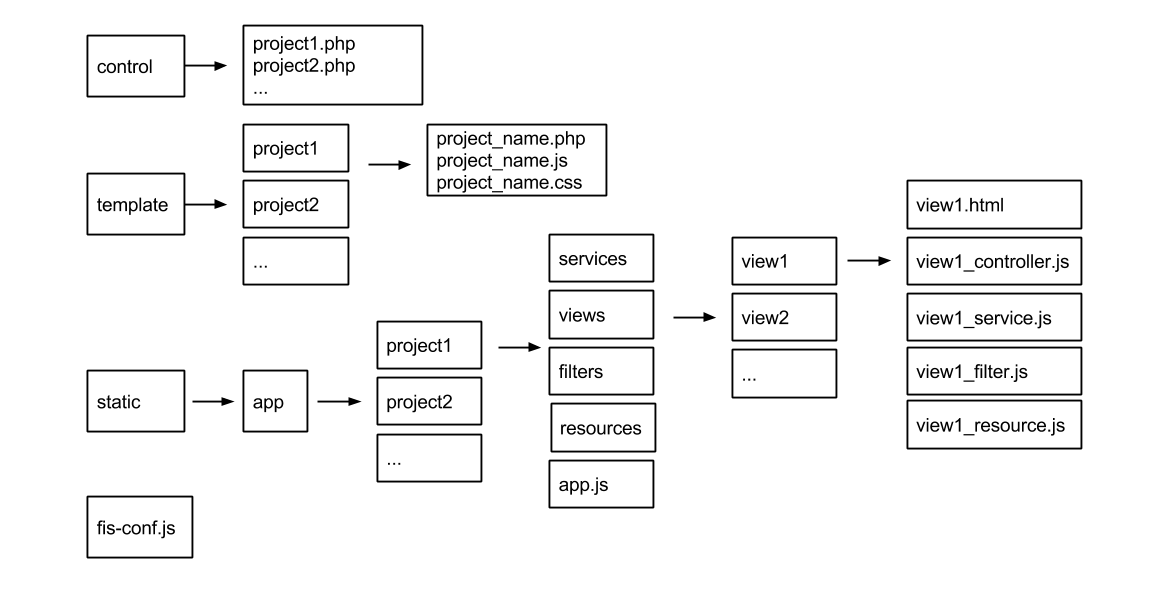 control
project1.php
project2.php
...
template
project1
project2
...
project_name.php
project_name.js
project_name.css
static
app
project1
project2
...
services
views
filters
resources
app.js
view1
view2
...
view1.html
view1_controller.js
view1_service.js
view1_filter.js
view1_resource.js
fis-conf.js